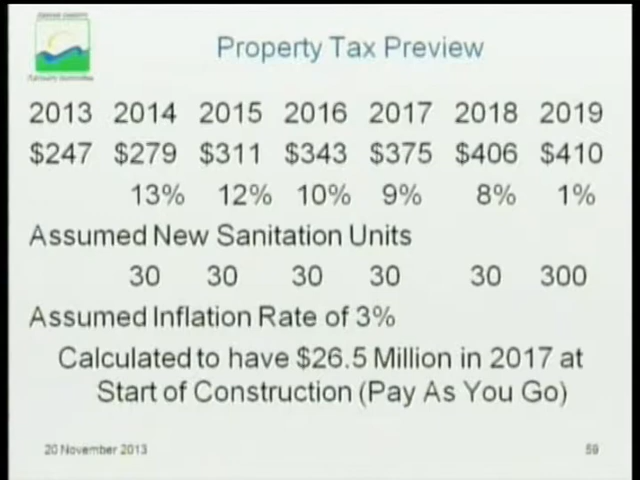 Property Tax Preview
2013 2014 2015 2016 2017 2018 2019
$247 $279 $311 $343 $375 $406 $410
13% 12% 10% 9% 8% 1%
Assumed New Sanitation Units
30 30 30 30 30 300
Assumed Inflation Rate of 3%
Calculated to have $26.5 Million in 2017 at
Start of Construction (Pay As You Go)
20 November 2013 59